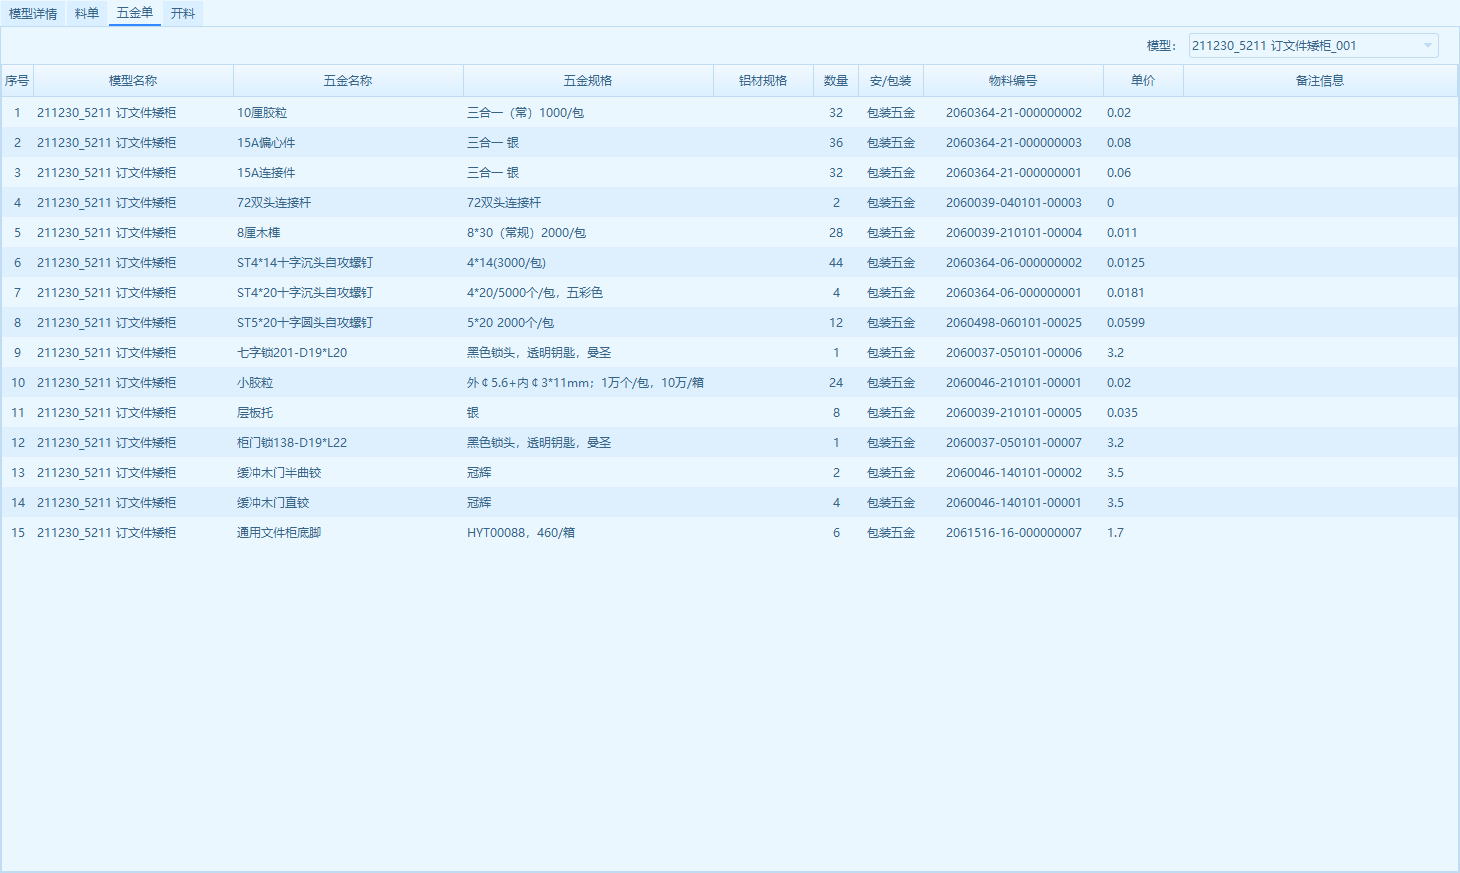 模型详情 料单 五金单 开料
模型： 211230_5211 订文件矮柜_001
序号 模型名称 五金名称 五金规格 铝材规格 数量 安/包装 物料编号 单价 备注信息
1 211230_5211 订文件矮柜 10厘胶粒 三合一（常）1000/包 32 包装五金 2060364-21-000000002 0.02
2 211230_5211 订文件矮柜 15A偏心件 三合一 银 36 包装五金 2060364-21-000000003 0.08
3 211230_5211 订文件矮柜 15A连接件 三合一 银 32 包装五金 2060364-21-000000001 0.06
4 211230_5211 订文件矮柜 72双头连接杆 72双头连接杆 2 包装五金 2060039-040101-00003 0
5 211230_5211 订文件矮柜 8厘木榫 8*30（常规）2000/包 28 包装五金 2060039-210101-00004 0.011
6 211230_5211 订文件矮柜 ST4*14十字沉头自攻螺钉 4*14(3000/包) 44 包装五金 2060364-06-000000002 0.0125
7 211230_5211 订文件矮柜 ST4*20十字沉头自攻螺钉 4*20/5000个/包，五彩色 4 包装五金 2060364-06-000000001 0.0181
8 211230_5211 订文件矮柜 ST5*20十字圆头自攻螺钉 5*20 2000个/包 12 包装五金 2060498-060101-00025 0.0599
9 211230_5211 订文件矮柜 七字锁201-D19*L20 黑色锁头，透明钥匙，曼圣 1 包装五金 2060037-050101-00006 3.2
10 211230_5211 订文件矮柜 小胶粒 外￠5.6+内￠3*11mm；1万个/包，10万/箱 24 包装五金 2060046-210101-00001 0.02
11 211230_5211 订文件矮柜 层板托 银 8 包装五金 2060039-210101-00005 0.035
12 211230_5211 订文件矮柜 柜门锁138-D19*L22 黑色锁头，透明钥匙，曼圣 1 包装五金 2060037-050101-00007 3.2
13 211230_5211 订文件矮柜 缓冲木门半曲铰 冠辉 2 包装五金 2060046-140101-00002 3.5
14 211230_5211 订文件矮柜 缓冲木门直铰 冠辉 4 包装五金 2060046-140101-00001 3.5
15 211230_5211 订文件矮柜 通用文件柜底脚 HYT00088，460/箱 6 包装五金 2061516-16-000000007 1.7